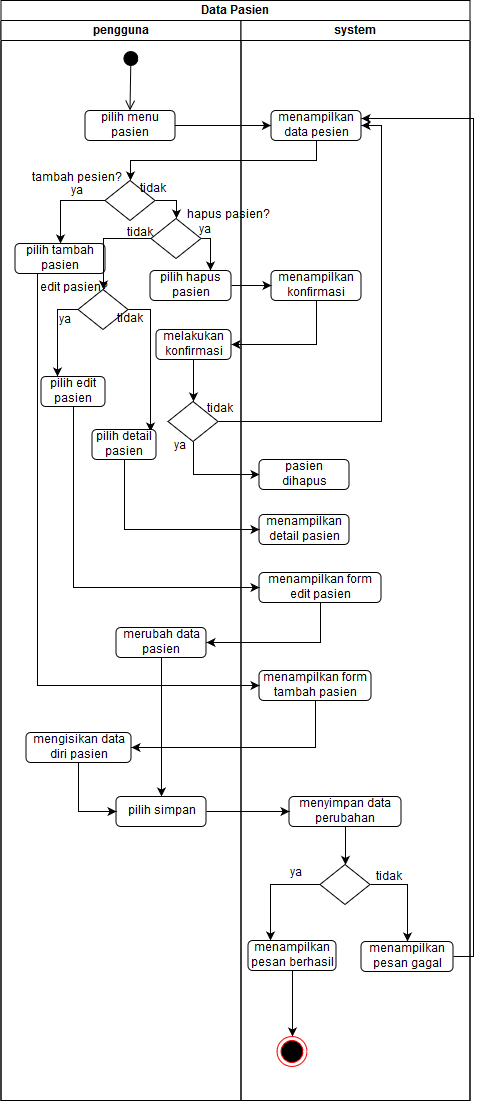 Data Pasien
pengguna
system
pilih menu
pasien
menampilkan
data pesien
tambah pesien?
ya
tidak
hapus pasien?
tidak
ya
pilih tambah
pasien
pilih hapus
pasien
menampilkan
konfirmasi
edit pasien?
ya
tidak
melakukan
konfirmasi
pilih edit
pasien
tidak
ya
pilih detail
pasien
pasien
dihapus
menampilkan
detail pasien
menampilkan form
edit pasien
merubah data
pasien
menampilkan form
tambah pasien
mengisikan data
diri pasien
pilih simpan
menyimpan data
perubahan
ya
tidak
menampilkan
pesan berhasil
menampilkan
pesan gagal